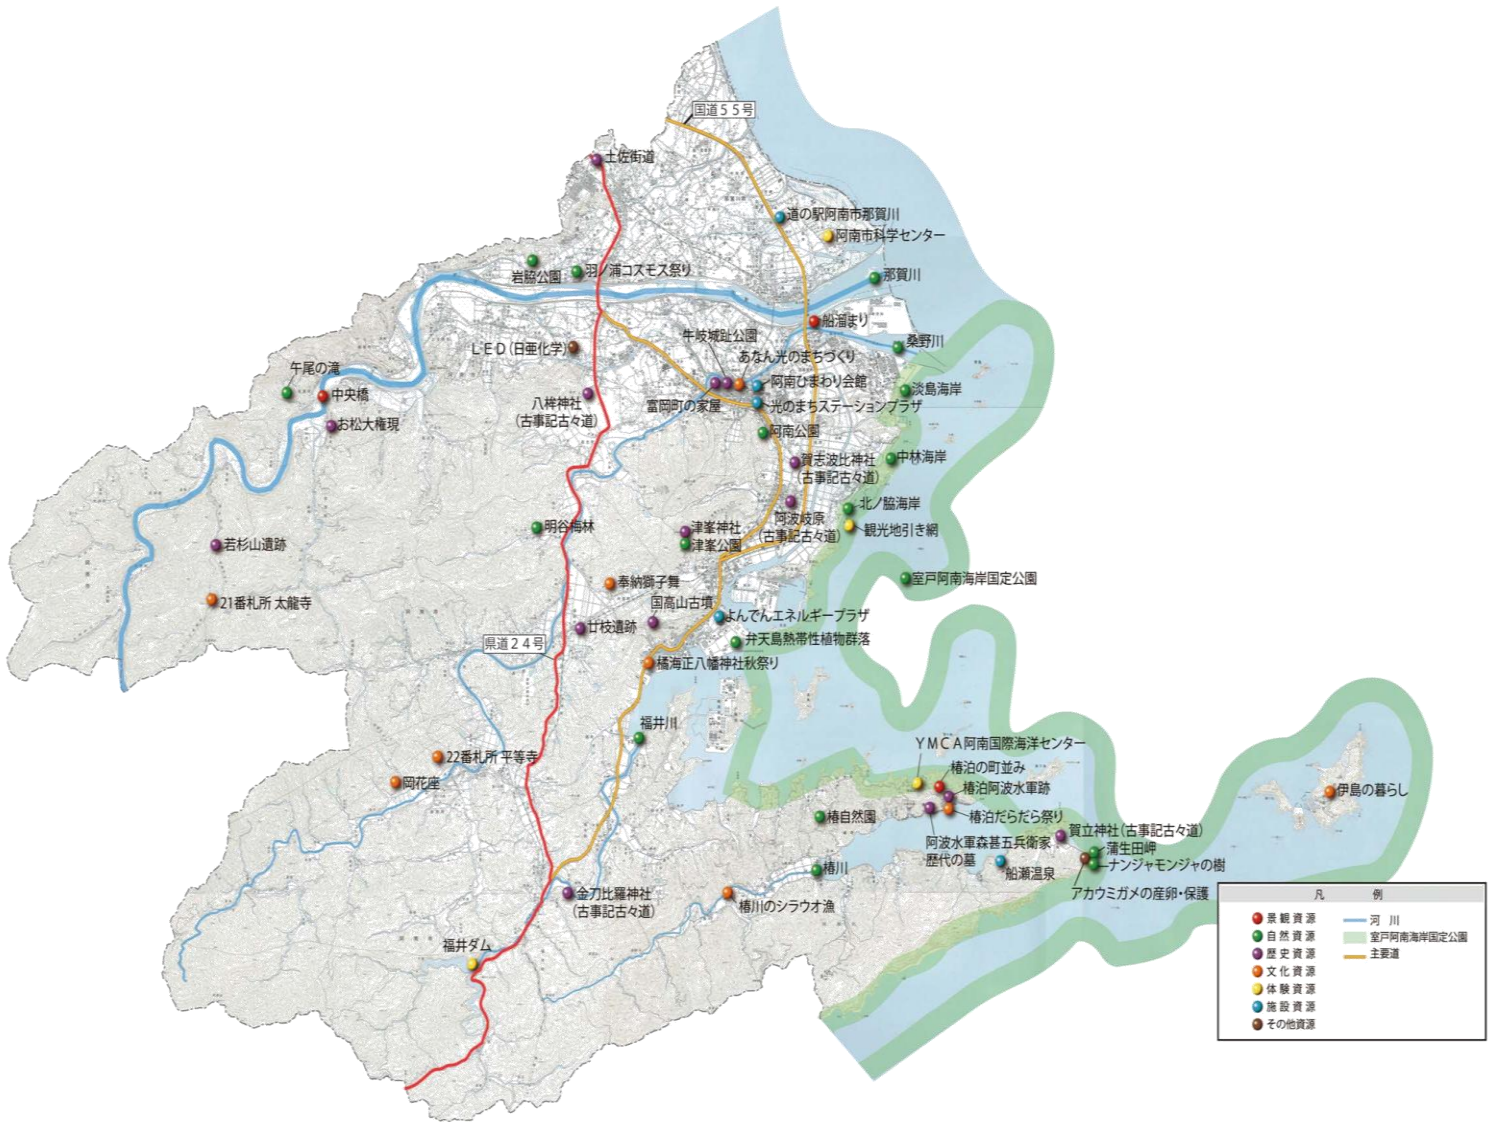 国道５５号
土佐街道
道の駅阿南市那賀川
阿南市科学センター
岩脇公園
羽ノ浦コスモス祭り
那賀川
船溜まり
牛岐城趾公園
桑野川
ＬＥＤ（日亜化学）
あなん光のまちづくり
午尾の滝
阿南ひまわり会館
中央橋
淡島海岸
八桙神社
（古事記古々道）
富岡町の家屋
光のまちステーションプラザ
お松大権現
阿南公園
賀志波比神社
（古事記古々道）
中林海岸
北ノ脇海岸
明谷梅林
津峯神社
阿波岐原
（古事記古々道）
観光地引き網
津峯公園
若杉山遺跡
奉納獅子舞
室戸阿南海岸国定公園
21番札所 太龍寺
国高山古墳
よんでんエネルギープラザ
廿枝遺跡
県道２４号
弁天島熱帯性植物群落
橘海正八幡神社秋祭り
福井川
ＹＭＣＡ阿南国際海洋センター
22番札所 平等寺
椿泊の町並み
岡花座
椿泊阿波水軍跡
伊島の暮らし
椿自然園
椿泊だらだら祭り
賀立神社（古事記古々道）
阿波水軍森甚五兵衛家
歴代の墓
蒲生田岬
椿川
船瀬温泉
ナンジャモンジャの樹
金刀比羅神社
（古事記古々道）
椿川のシラウオ漁
アカウミガメの産卵・保護
福井ダム
凡　例
景観資源
河　川
自然資源
室戸阿南海岸国定公園
歴史資源
主要道
文化資源
体験資源
施設資源
その他資源